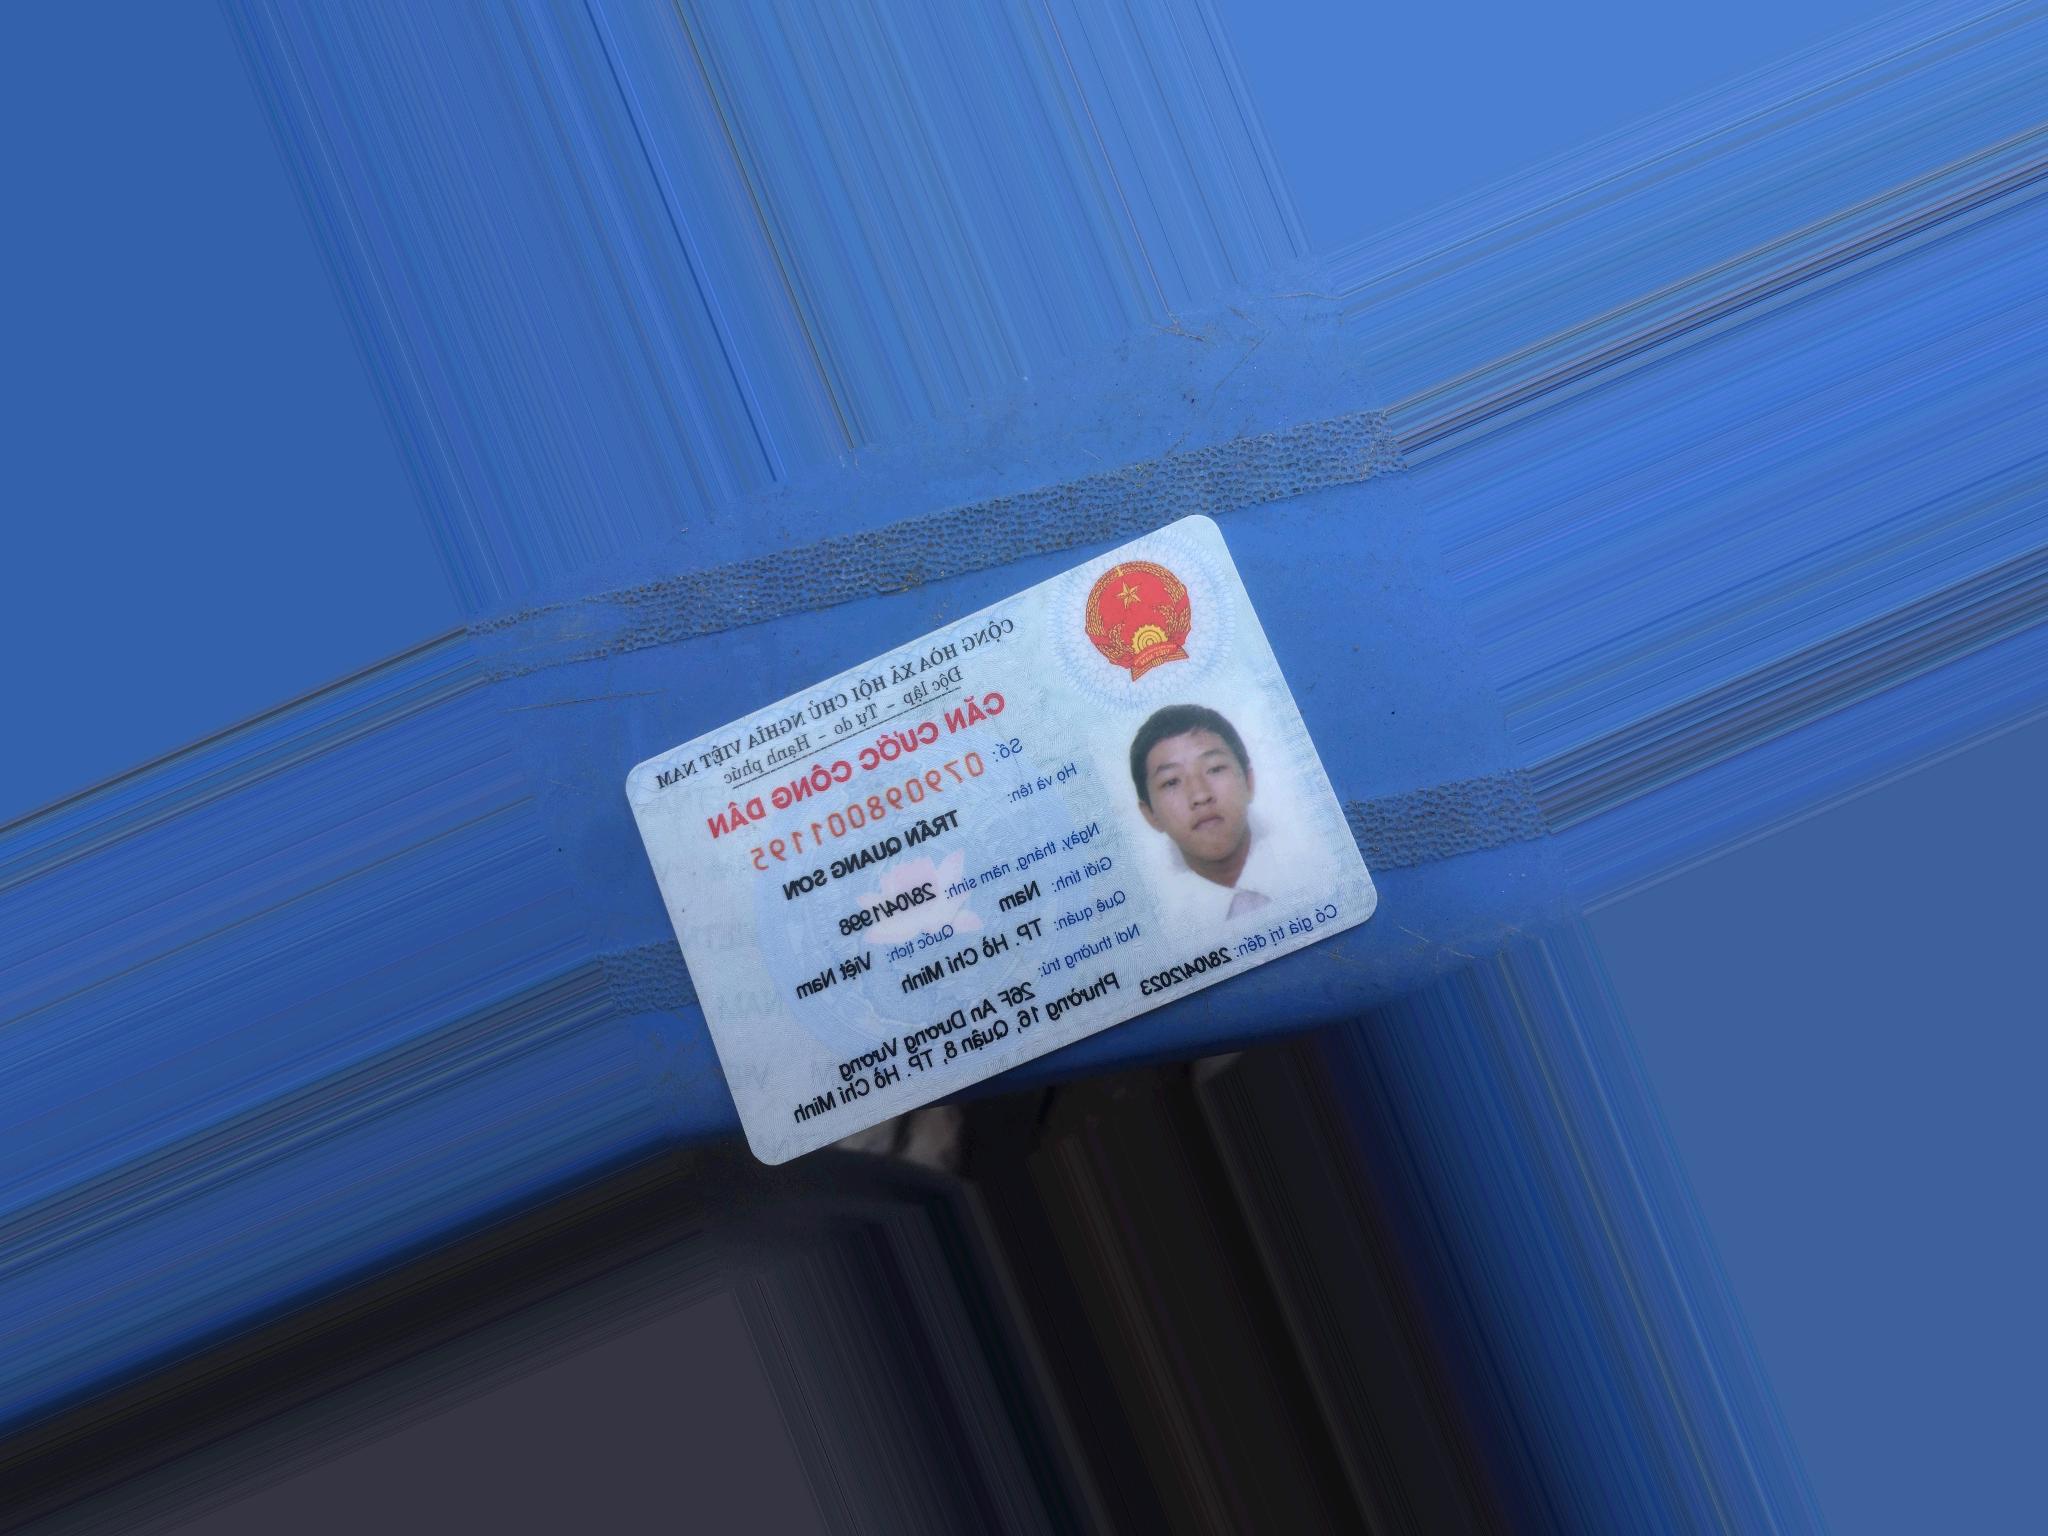 CỘNG HÒA XÃ HỘI CHỦ NGHĨA VIỆT NAM
Độc lập - Tự do - Hạnh phúc
CĂN CƯỚC CÔNG DÂN
Số: 079098001195
Họ và tên:
TRẦN QUANG SƠN
Ngày, tháng, năm sinh: 28/04/1998
Giới tính: Nam Quốc tịch: Việt Nam
Quê quán: TP. Hồ Chí Minh
Nơi thường trú: 26F An Dương Vương
Phường 16, Quận 8, TP. Hồ Chí Minh
Có giá trị đến: 28/04/2023
VIỆT NAM